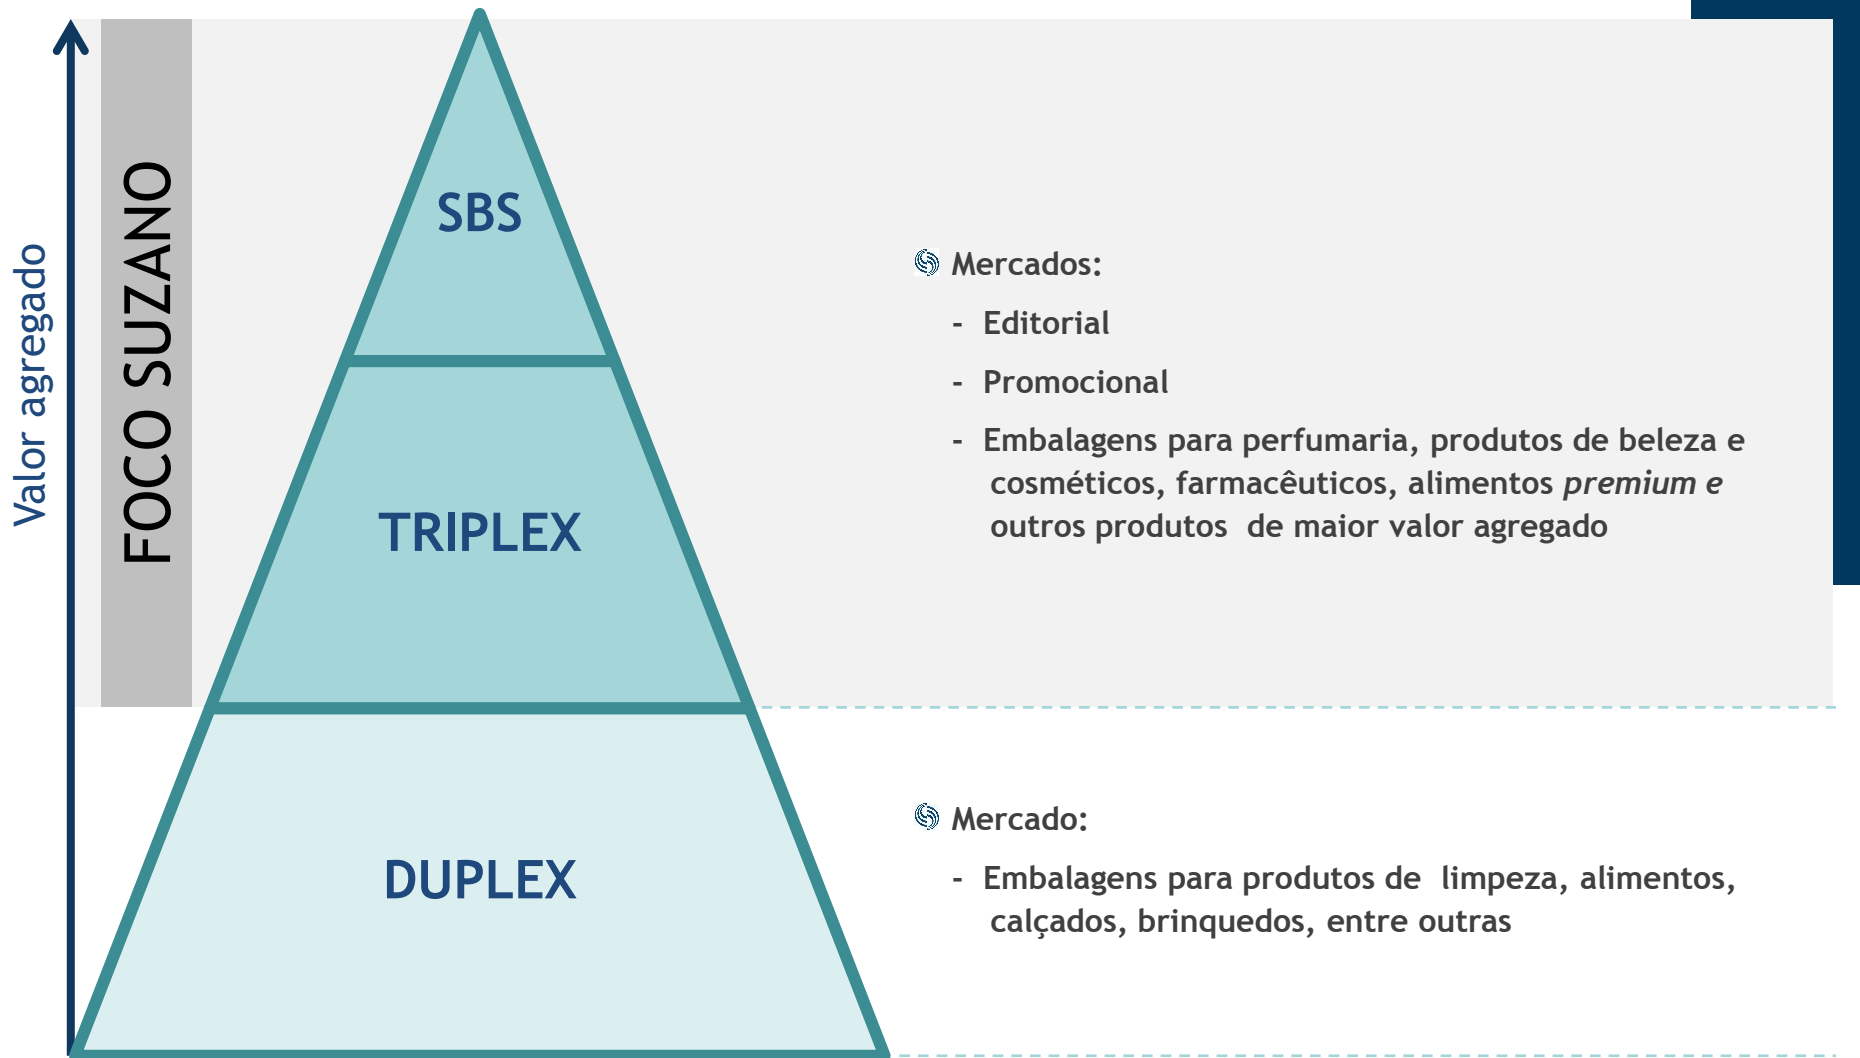 Valor agregado
FOCO SUZANO
SBS
TRIPLEX
DUPLEX
Mercados:
- Editorial
- Promocional
- Embalagens para perfumaria, produtos de beleza e
cosméticos, farmacêuticos, alimentos premium e
outros produtos  de maior valor agregado
Mercado:
- Embalagens para produtos de  limpeza, alimentos,
calçados, brinquedos, entre outras